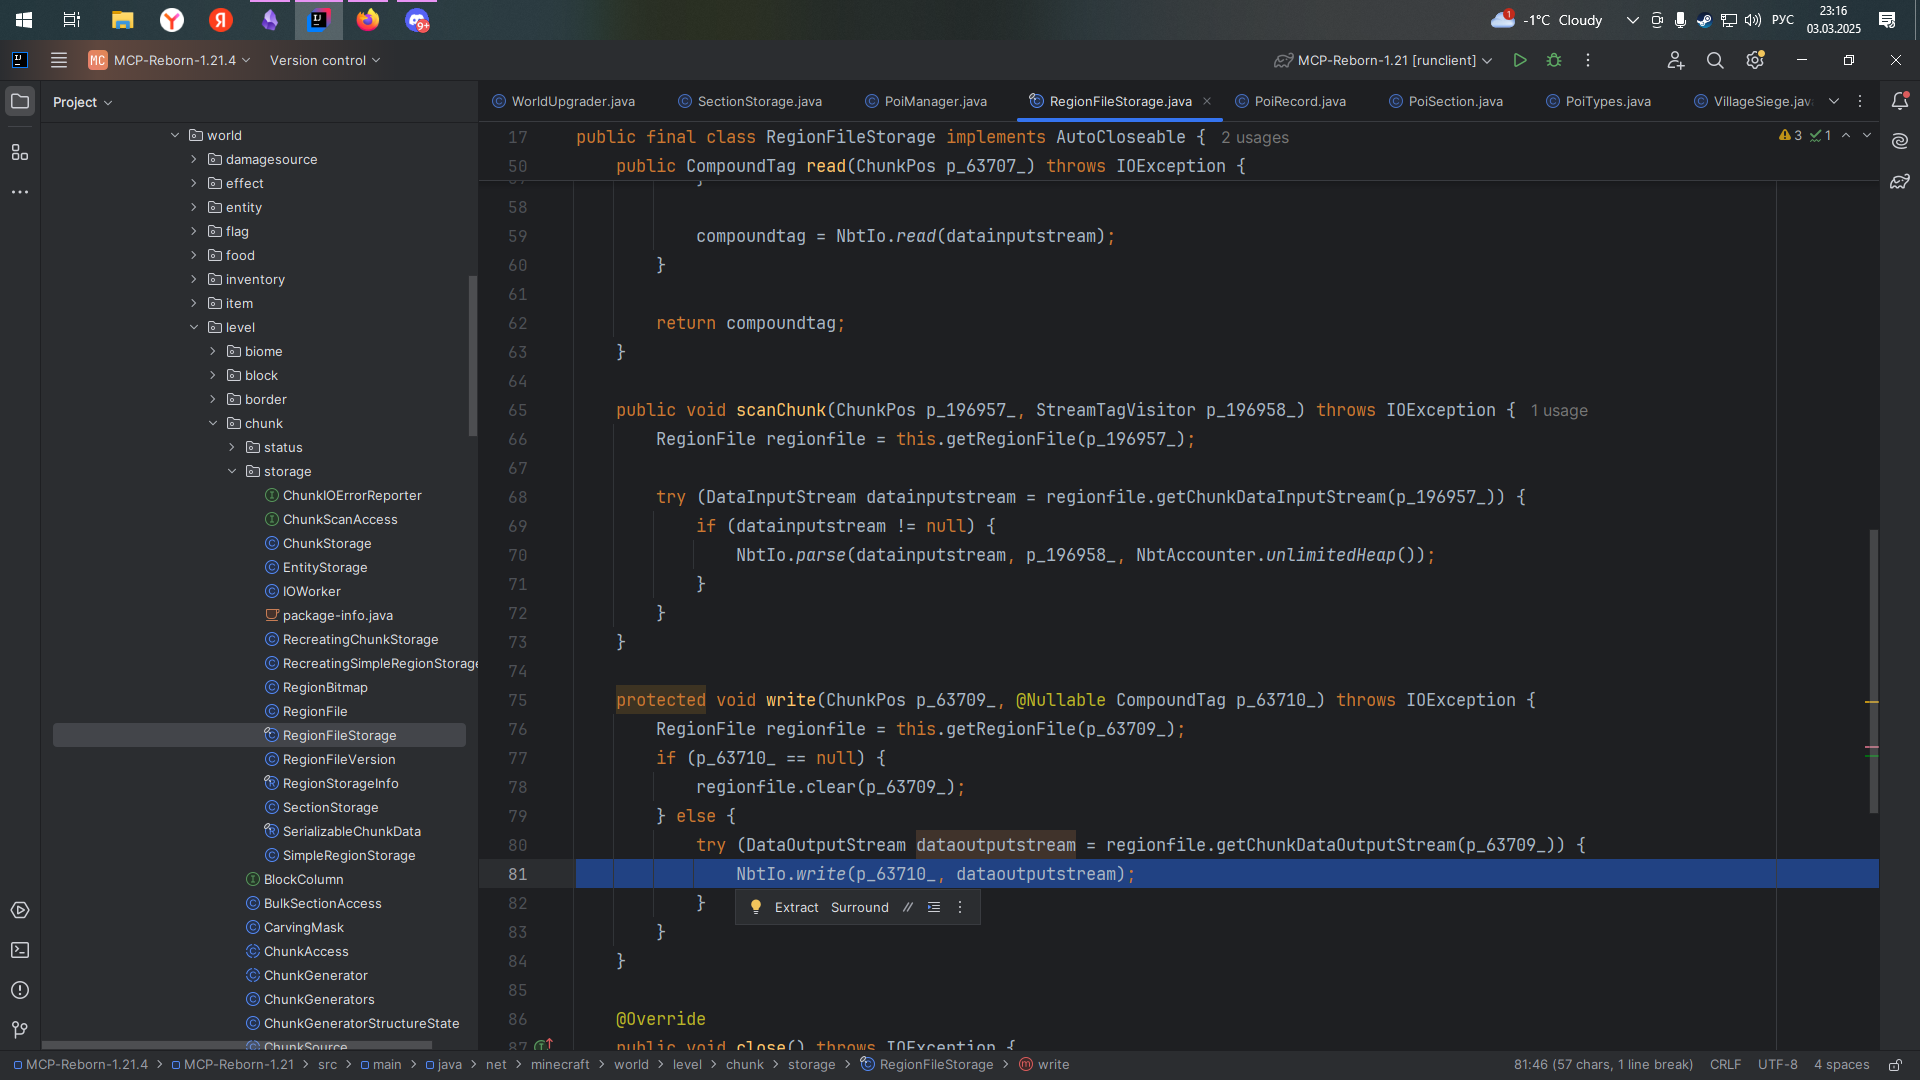 -1°C Cloudy
РУС
23:16
03.03.2025
1
9+
MC MCP-Reborn-1.21.4
Version control
MCP-Reborn-1.21 [runclient]
Project
world
damagesource
effect
entity
flag
food
inventory
item
level
biome
block
border
chunk
status
storage
ChunkIOErrorReporter
ChunkScanAccess
ChunkStorage
EntityStorage
IOWorker
package-info.java
RecreatingChunkStorage
RecreatingSimpleRegionStorage
RegionBitmap
RegionFile
RegionFileStorage
RegionFileVersion
RegionStorageInfo
SectionStorage
SerializableChunkData
SimpleRegionStorage
BlockColumn
BulkSectionAccess
CarvingMask
ChunkAccess
ChunkGenerator
ChunkGenerators
ChunkGeneratorStructureState
ChunkSource
WorldUpgrader.java
SectionStorage.java
PoiManager.java
RegionFileStorage.java
PoiRecord.java
PoiSection.java
PoiTypes.java
VillageSiege.java
3 1
17 public final class RegionFileStorage implements AutoCloseable { 2 usages
50 public CompoundTag read(ChunkPos p_63707_) throws IOException {
57 }
58
59 compoundtag = NbtIo.read(datainputstream);
60 }
61
62 return compoundtag;
63 }
64
65 public void scanChunk(ChunkPos p_196957_, StreamTagVisitor p_196958_) throws IOException { 1 usage
66 RegionFile regionfile = this.getRegionFile(p_196957_);
67
68 try (DataInputStream datainputstream = regionfile.getChunkDataInputStream(p_196957_)) {
69 if (datainputstream != null) {
70 NbtIo.parse(datainputstream, p_196958_, NbtAccounter.unlimitedHeap());
71 }
72 }
73 }
74
75 protected void write(ChunkPos p_63709_, @Nullable CompoundTag p_63710_) throws IOException {
76 RegionFile regionfile = this.getRegionFile(p_63709_);
77 if (p_63710_ == null) {
78 regionfile.clear(p_63709_);
79 } else {
80 try (DataOutputStream dataoutputstream = regionfile.getChunkDataOutputStream(p_63709_)) {
81 NbtIo.write(p_63710_, dataoutputstream);
82 }
Extract Surround
83 }
84 }
85
86 @Override
87 public void close() throws IOException {
MCP-Reborn-1.21.4 > MCP-Reborn-1.21 > src > main > java > net > minecraft > world > level > chunk > storage > RegionFileStorage > write
81:46 (57 chars, 1 line break) CRLF UTF-8 4 spaces